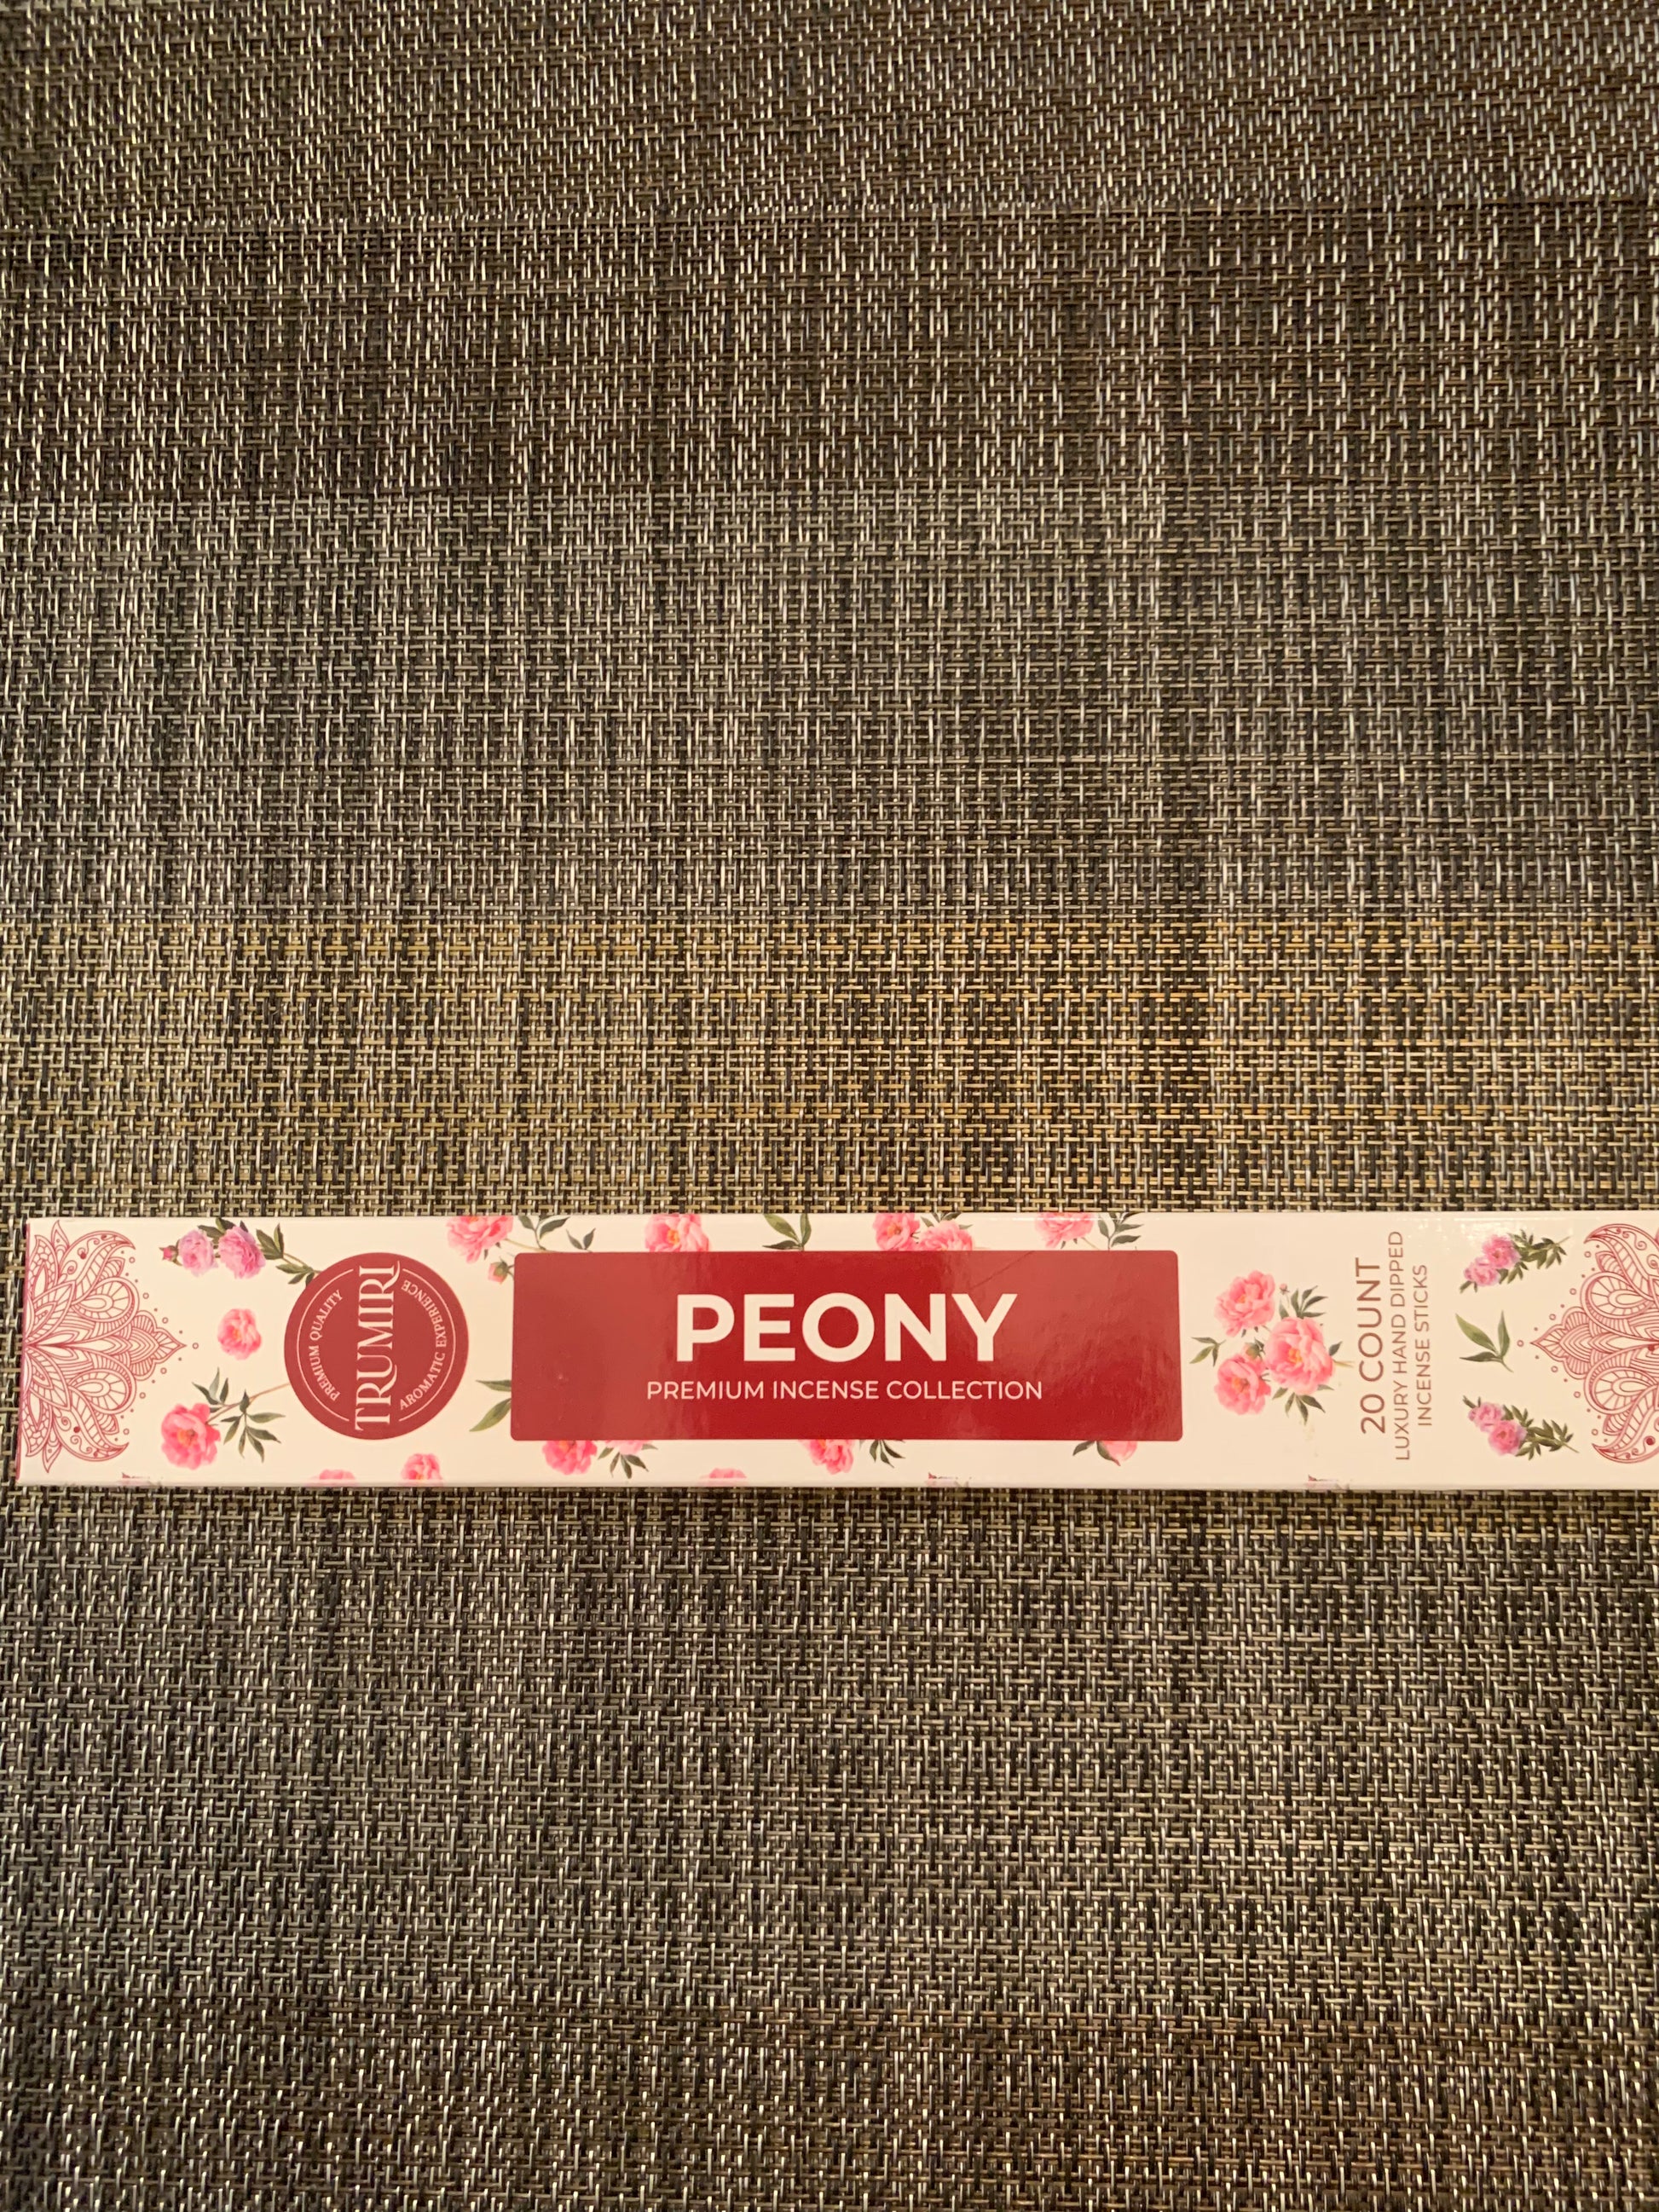 PREMIUM QUALITY
TRUMIRI
AROMATIC EXPERIENCE
PEONY
PREMIUM INCENSE COLLECTION
20 COUNT
LUXURY HAND DIPPED
INCENSE STICKS